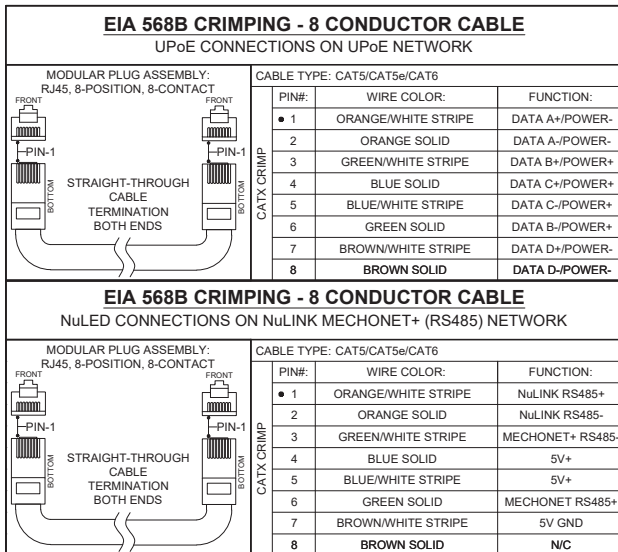 EIA 568B CRIMPING - 8 CONDUCTOR CABLE
UPoE CONNECTIONS ON UPoE NETWORK
MODULAR PLUG ASSEMBLY:
RJ45, 8-POSITION, 8-CONTACT
FRONT
FRONT
PIN-1
PIN-1
BOTTOM
BOTTOM
STRAIGHT-THROUGH
CABLE
TERMINATION
BOTH ENDS
CABLE TYPE: CAT5/CAT5e/CAT6
CATX CRIMP
PIN#: WIRE COLOR: FUNCTION:
1 ORANGE/WHITE STRIPE DATA A+/POWER-
2 ORANGE SOLID DATA A-/POWER-
3 GREEN/WHITE STRIPE DATA B+/POWER+
4 BLUE SOLID DATA C+/POWER+
5 BLUE/WHITE STRIPE DATA C-/POWER+
6 GREEN SOLID DATA B-/POWER+
7 BROWN/WHITE STRIPE DATA D+/POWER-
8 BROWN SOLID DATA D-/POWER-
EIA 568B CRIMPING - 8 CONDUCTOR CABLE
NuLED CONNECTIONS ON NuLINK MECHONET+ (RS485) NETWORK
MODULAR PLUG ASSEMBLY:
RJ45, 8-POSITION, 8-CONTACT
FRONT
FRONT
PIN-1
PIN-1
BOTTOM
BOTTOM
STRAIGHT-THROUGH
CABLE
TERMINATION
BOTH ENDS
CABLE TYPE: CAT5/CAT5e/CAT6
CATX CRIMP
PIN#: WIRE COLOR: FUNCTION:
1 ORANGE/WHITE STRIPE NuLINK RS485+
2 ORANGE SOLID NuLINK RS485-
3 GREEN/WHITE STRIPE MECHONET+ RS485-
4 BLUE SOLID 5V+
5 BLUE/WHITE STRIPE 5V+
6 GREEN SOLID MECHONET RS485+
7 BROWN/WHITE STRIPE 5V GND
8 BROWN SOLID N/C